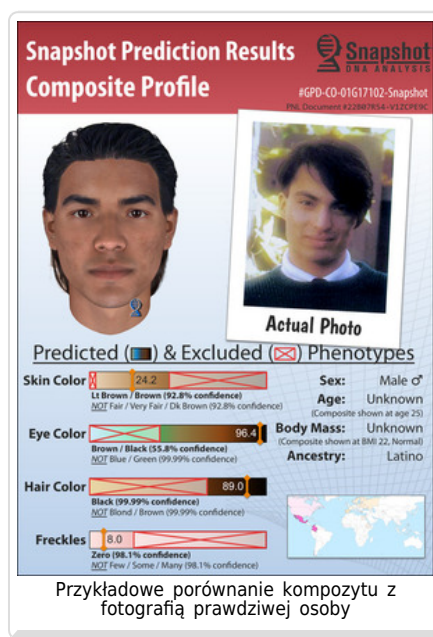 Snapshot Prediction Results
Composite Profile
Snapshot
DNA ANALYSIS
#GPD-CO-01G17102-Snapshot
Actual Photo
Predicted () & Excluded () Phenotypes
Skin Color
24.2
Lt Brown / Brown (92.8% confidence)
NOT Fair / Very Fair / Dk Brown (92.8% confidence)
Eye Color
96.4
Brown / Black (55.8% confidence)
NOT Blue / Green (99.99% confidence)
Hair Color
89.0
Black (99.99% confidence)
NOT Blond / Brown (99.99% confidence)
Freckles
8.0
Zero (98.1% confidence)
NOT Few / Some / Many (98.1% confidence)
Sex: Male ♂
Age: Unknown
(Composite shown at age 25)
Body Mass: Unknown
(Composite shown at BMI 22, Normal)
Ancestry: Latino
Przykładowe porównanie kompozytu z
fotografią prawdziwej osoby